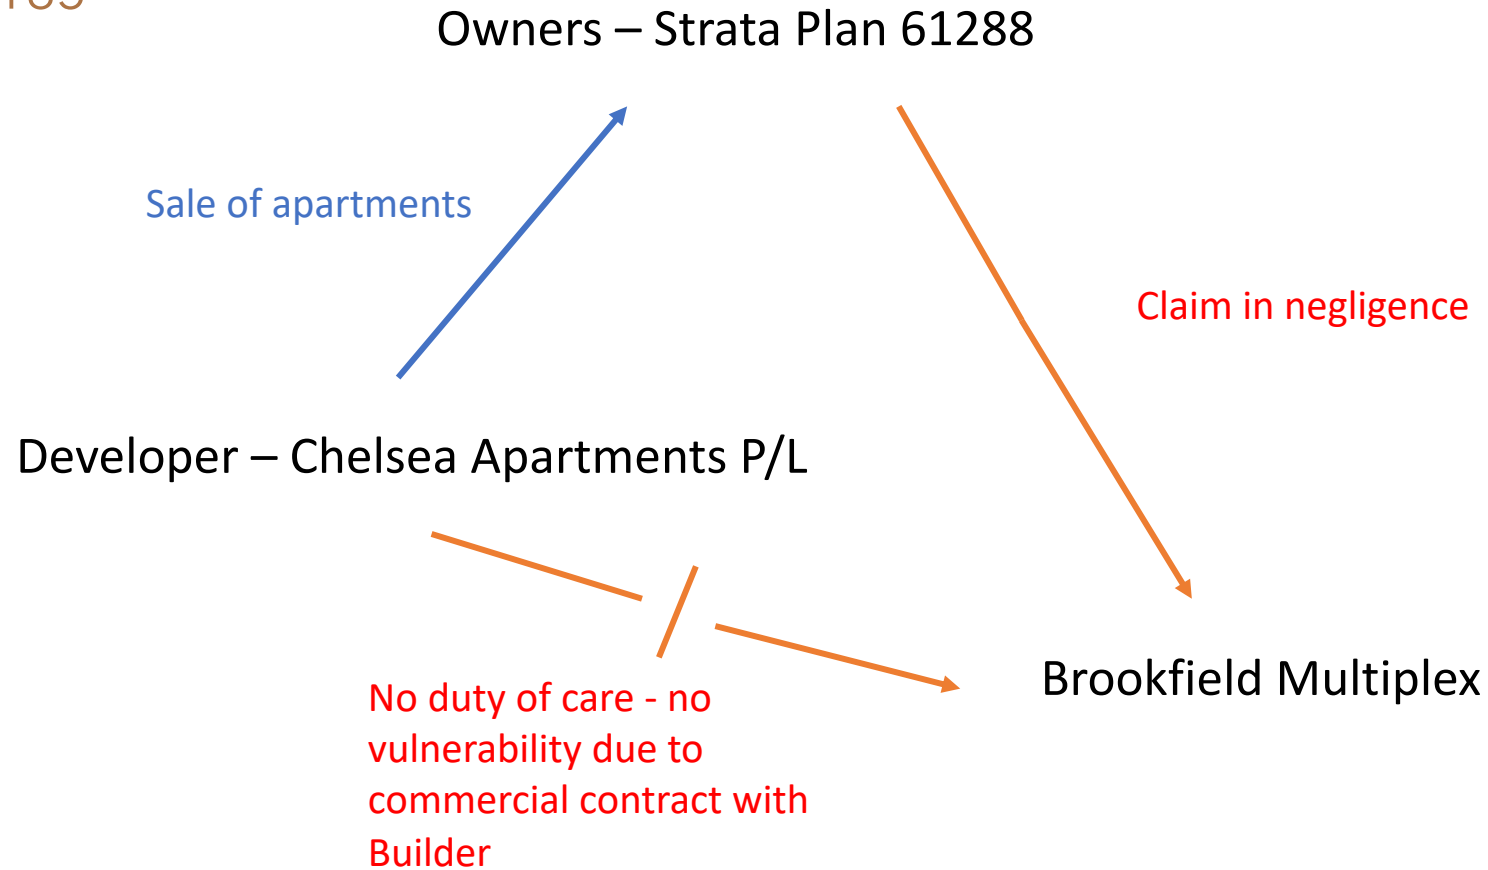 Owners – Strata Plan 61288
Sale of apartments
Claim in negligence
Developer – Chelsea Apartments P/L
Brookfield Multiplex
No duty of care - no
vulnerability due to
commercial contract with
Builder